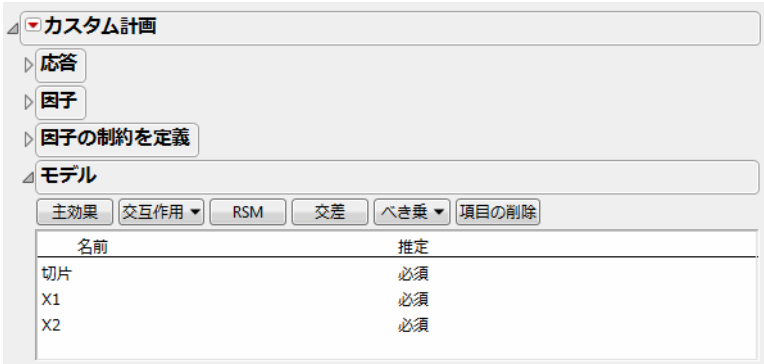 カスタム計画
応答
因子
因子の制約を定義
モデル
主効果 交互作用 RSM 交差 べき乗 項目の削除
名前 推定
切片 必須
X1 必須
X2 必須